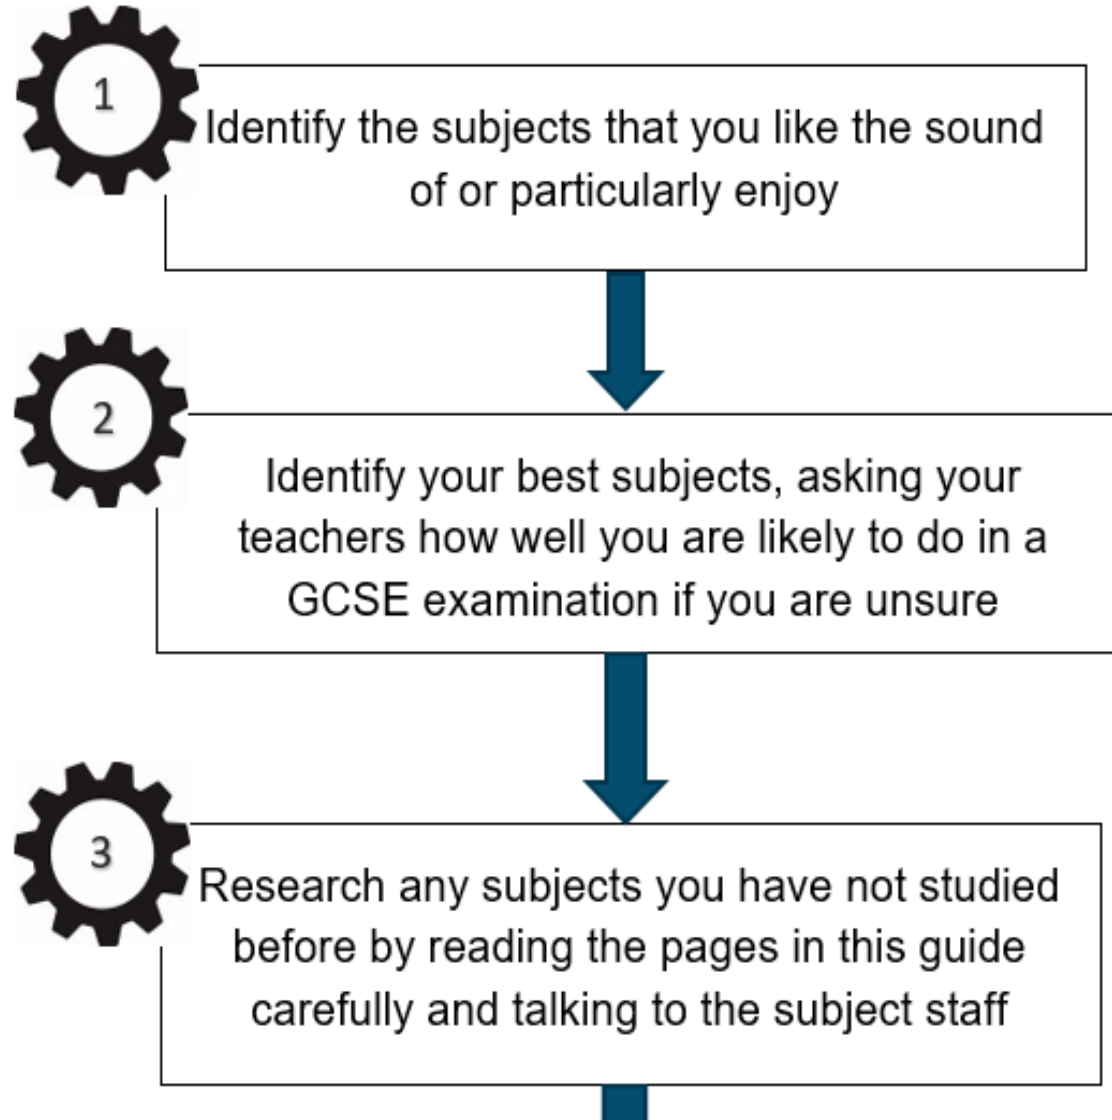 1
Identify the subjects that you like the sound
of or particularly enjoy
2
Identify your best subjects, asking your
teachers how well you are likely to do in a
GCSE examination if you are unsure
3
Research any subjects you have not studied
before by reading the pages in this guide
carefully and talking to the subject staff